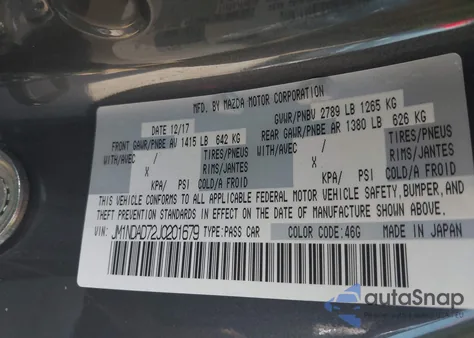 MFG. BY MAZDA MOTOR CORPORATION
DATE 12/17
GVWR/PNBV 2789 LB 1265 KG
FRONT GAWR/PNBE AV 1415 LB 642 KG
REAR GAWR/PNBE AR 1380 LB 626 KG
WITH/AVEC / TIRES/PNEUS WITH/AVEC / TIRES/PNEUS
X RIMS/JANTES X RIMS/JANTES
KPA/ PSI COLD/A FROID KPA/ PSI COLD/A FROID
THIS VEHICLE CONFORMS TO ALL APPLICABLE FEDERAL MOTOR VEHICLE SAFETY, BUMPER, AND
THEFT PREVENTION STANDARDS IN EFFECT ON THE DATE OF MANUFACTURE SHOWN ABOVE.
VIN: JM1NDAD72J0201679 TYPE: PASS CAR COLOR CODE: 46G MADE IN JAPAN
autoSnap